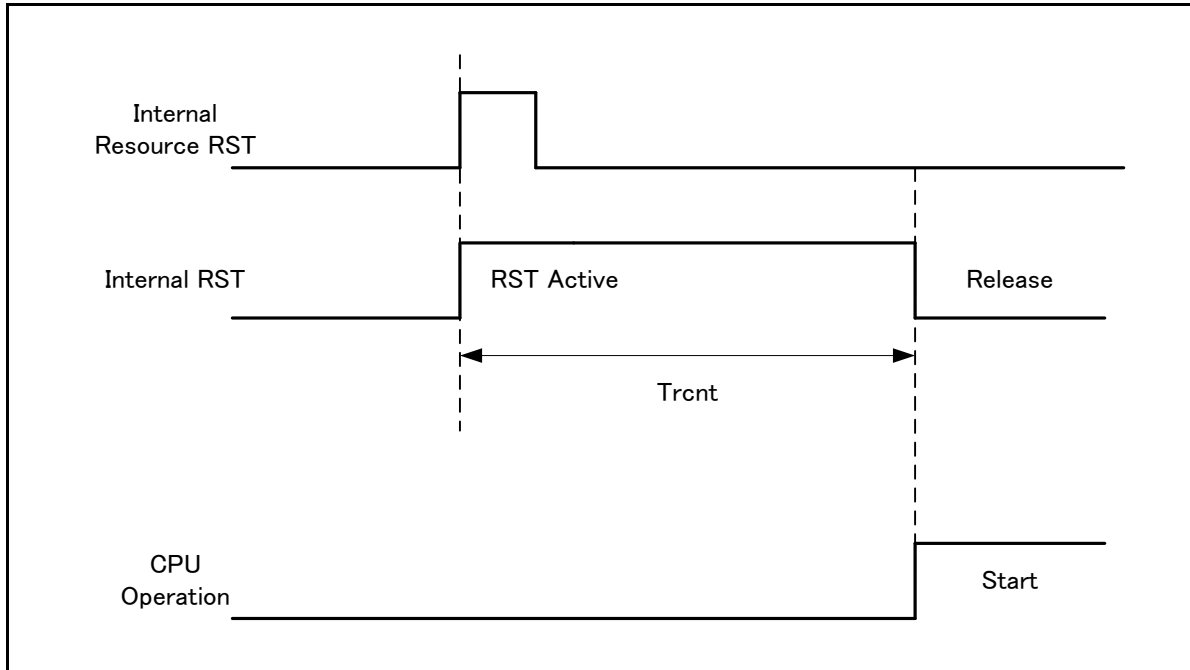 Internal
Resource RST
Internal RST
RST Active
Release
Trcnt
CPU
Operation
Start